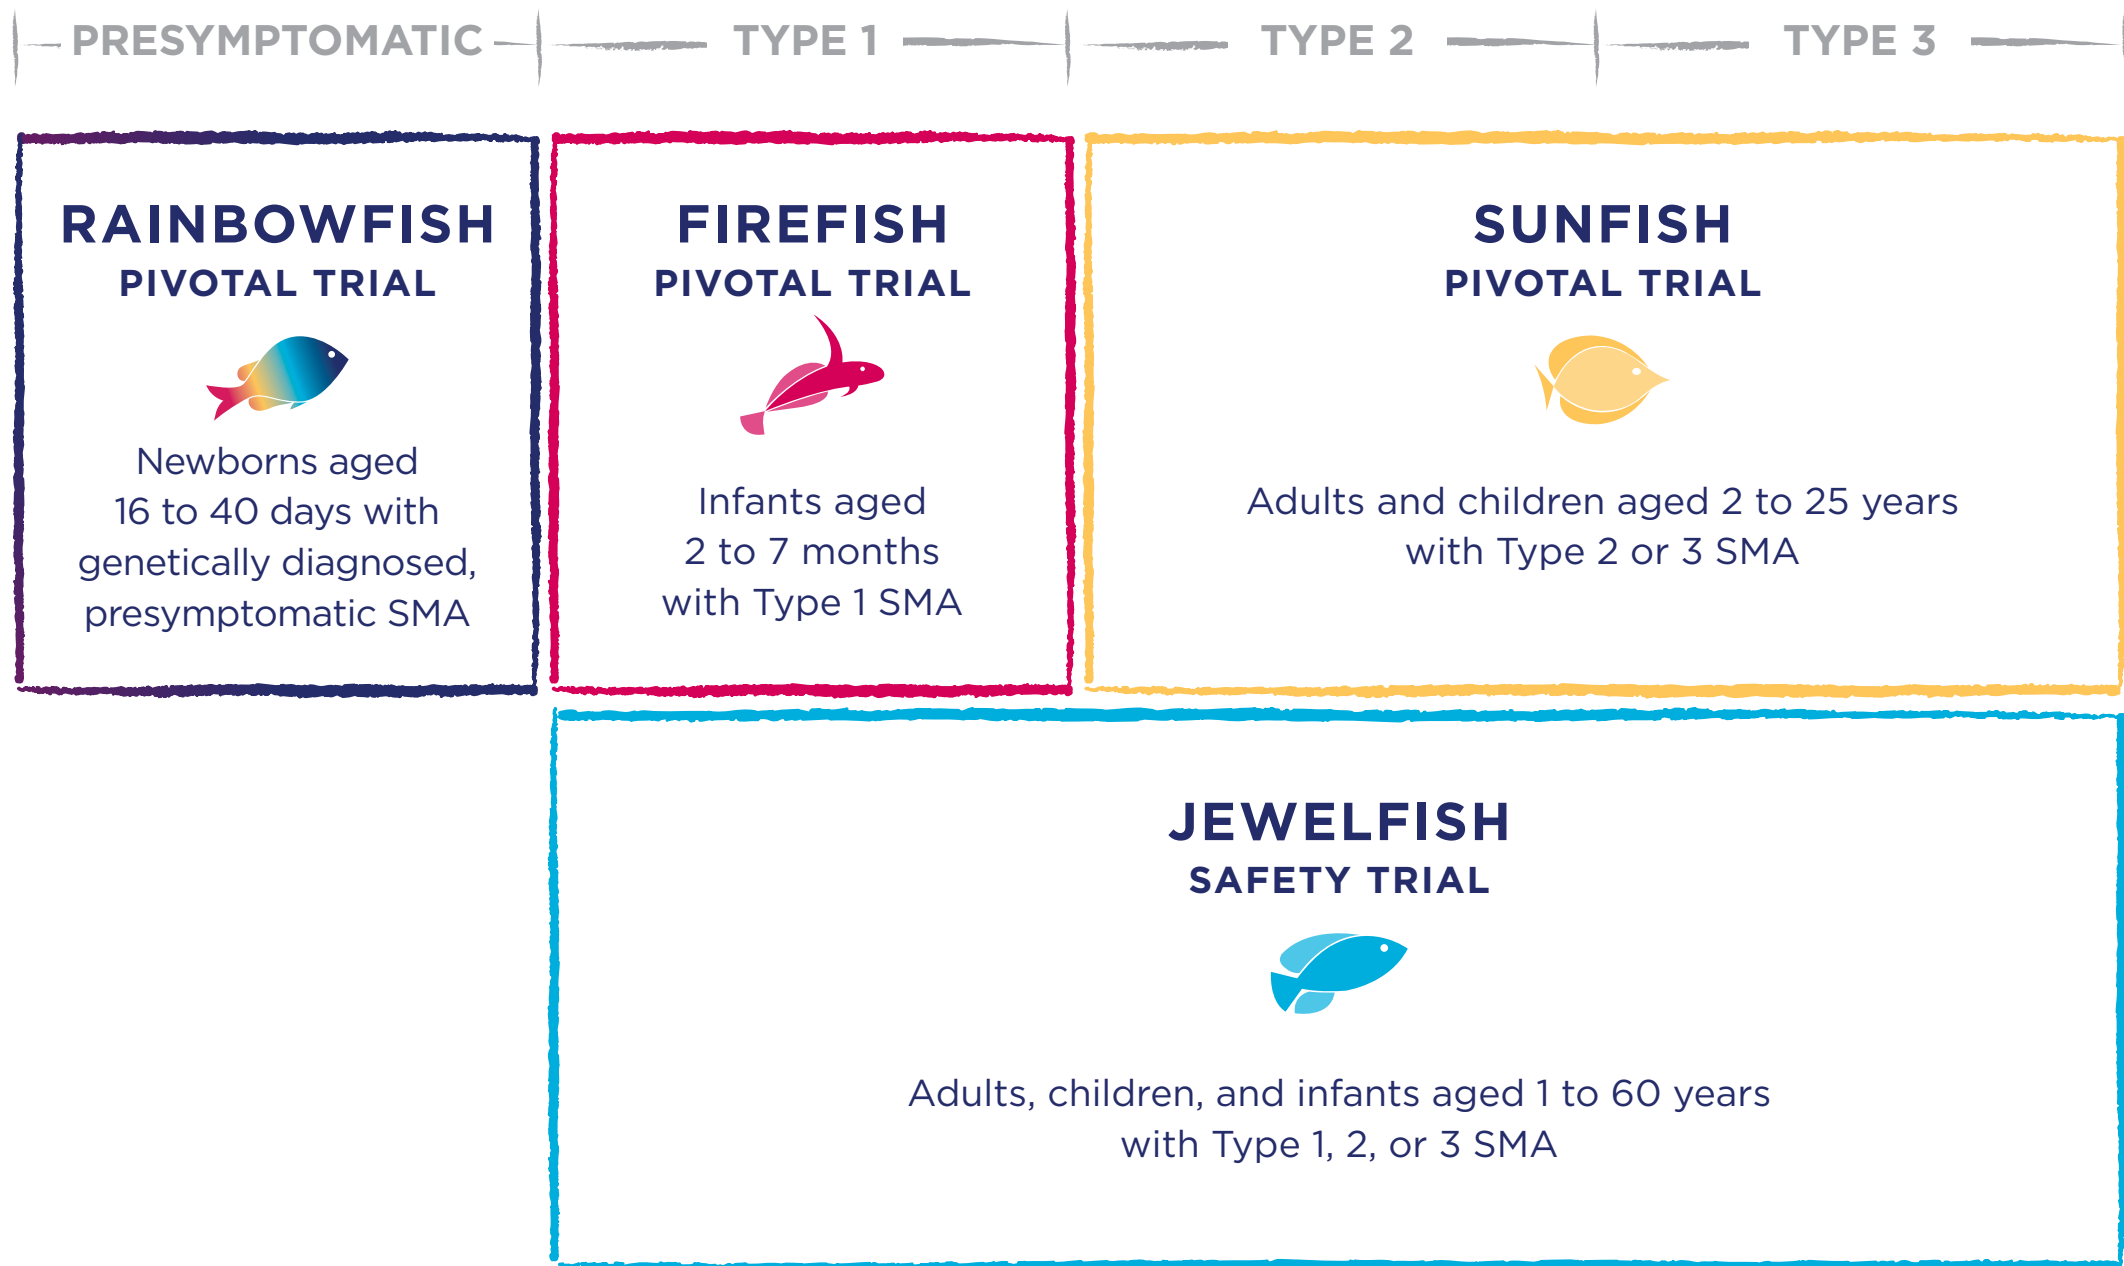 PRESYMPTOMATIC
TYPE 1
TYPE 2
TYPE 3
RAINBOWFISH
PIVOTAL TRIAL
Newborns aged
16 to 40 days with
genetically diagnosed,
presymptomatic SMA
FIREFISH
PIVOTAL TRIAL
Infants aged
2 to 7 months
with Type 1 SMA
SUNFISH
PIVOTAL TRIAL
Adults and children aged 2 to 25 years
with Type 2 or 3 SMA
JEWELFISH
SAFETY TRIAL
Adults, children, and infants aged 1 to 60 years
with Type 1, 2, or 3 SMA